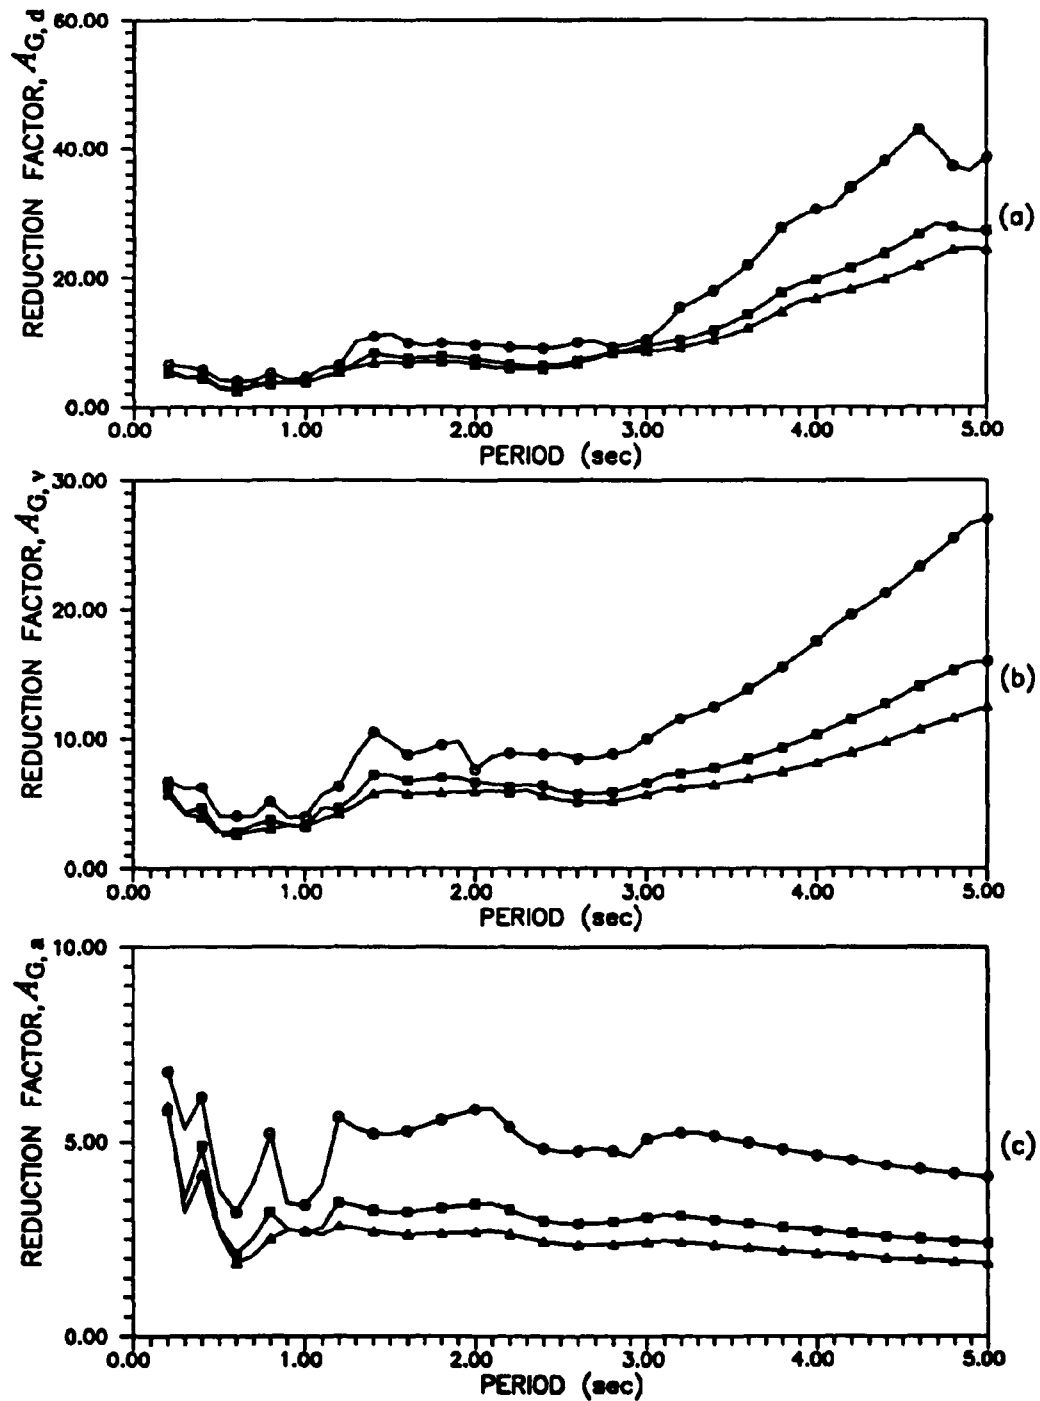 REDUCTION FACTOR, AG,d
60.00
40.00
20.00
0.00
0.00 1.00 2.00 3.00 4.00 5.00
PERIOD (sec)
(a)
REDUCTION FACTOR, AG,v
30.00
20.00
10.00
0.00
0.00 1.00 2.00 3.00 4.00 5.00
PERIOD (sec)
(b)
REDUCTION FACTOR, AG,a
10.00
5.00
0.00
0.00 1.00 2.00 3.00 4.00 5.00
PERIOD (sec)
(c)